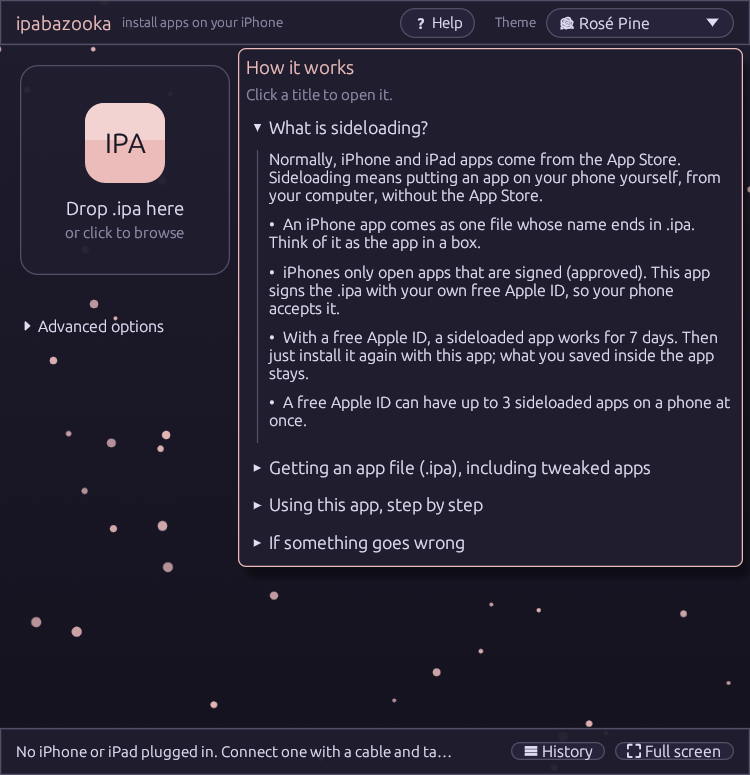 ipabazooka install apps on your iPhone ? Help Theme Rosé Pine
How it works
Click a title to open it.
▾ What is sideloading?
Normally, iPhone and iPad apps come from the App Store.
Sideloading means putting an app on your phone yourself, from
your computer, without the App Store.
• An iPhone app comes as one file whose name ends in .ipa.
Think of it as the app in a box.
• iPhones only open apps that are signed (approved). This app
signs the .ipa with your own free Apple ID, so your phone
accepts it.
• With a free Apple ID, a sideloaded app works for 7 days. Then
just install it again with this app; what you saved inside the app
stays.
• A free Apple ID can have up to 3 sideloaded apps on a phone at
once.
▸ Getting an app file (.ipa), including tweaked apps
▸ Using this app, step by step
▸ If something goes wrong
IPA
Drop .ipa here
or click to browse
▸ Advanced options
No iPhone or iPad plugged in. Connect one with a cable and ta… History Full screen